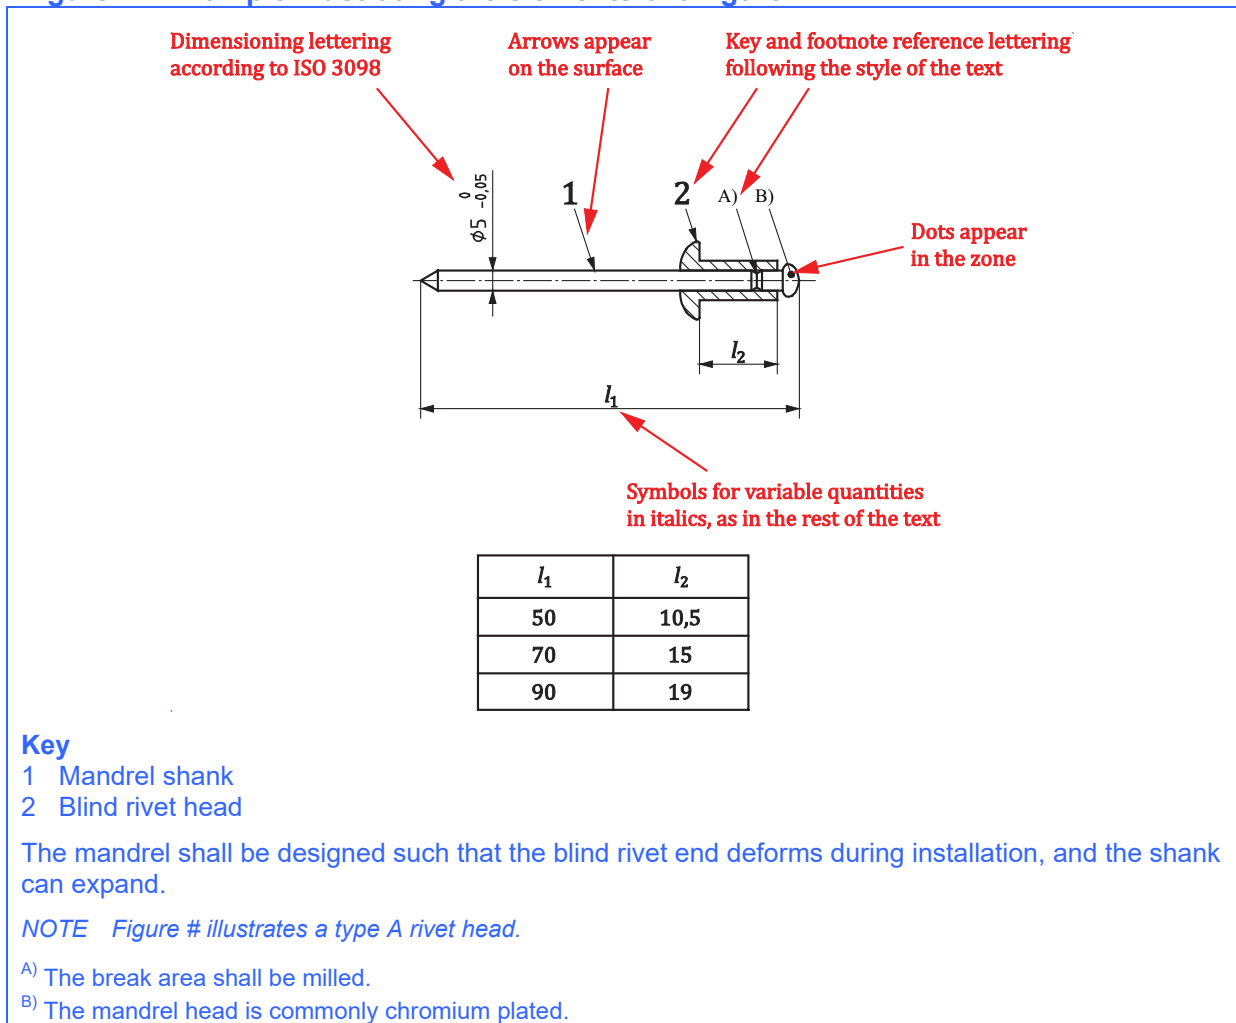 Dimensioning lettering
according to ISO 3098
Arrows appear
on the surface
Key and footnote reference lettering
following the style of the text
ϕ5 0 -0,05
1
2
A)
B)
Dots appear
in the zone
l2
l1
Symbols for variable quantities
in italics, as in the rest of the text
l1 l2
50 10,5
70 15
90 19
Key
1 Mandrel shank
2 Blind rivet head
The mandrel shall be designed such that the blind rivet end deforms during installation, and the shank
can expand.
NOTE Figure # illustrates a type A rivet head.
A) The break area shall be milled.
B) The mandrel head is commonly chromium plated.